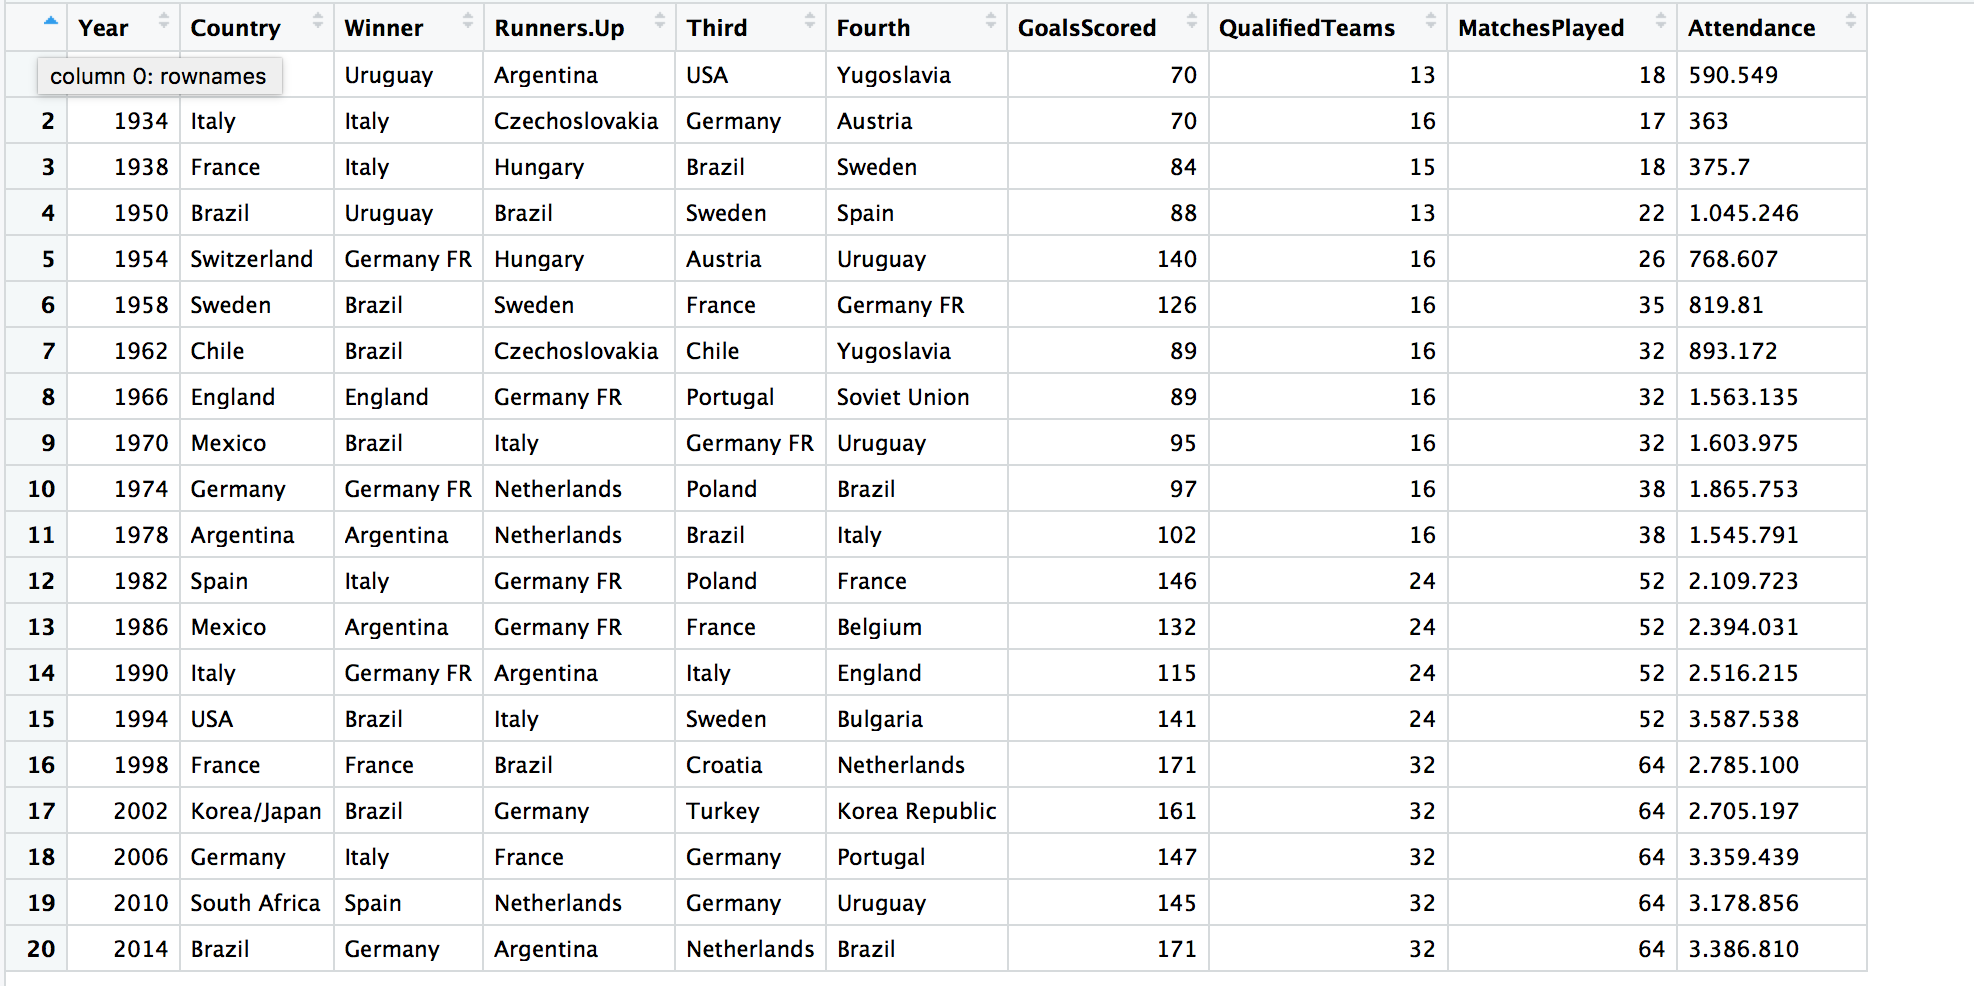 Year Country Winner Runners.Up Third Fourth GoalsScored QualifiedTeams MatchesPlayed Attendance
column 0: rownames Uruguay Argentina USA Yugoslavia 70 13 18 590.549
2 1934 Italy Italy Czechoslovakia Germany Austria 70 16 17 363
3 1938 France Italy Hungary Brazil Sweden 84 15 18 375.7
4 1950 Brazil Uruguay Brazil Sweden Spain 88 13 22 1.045.246
5 1954 Switzerland Germany FR Hungary Austria Uruguay 140 16 26 768.607
6 1958 Sweden Brazil Sweden France Germany FR 126 16 35 819.81
7 1962 Chile Brazil Czechoslovakia Chile Yugoslavia 89 16 32 893.172
8 1966 England England Germany FR Portugal Soviet Union 89 16 32 1.563.135
9 1970 Mexico Brazil Italy Germany FR Uruguay 95 16 32 1.603.975
10 1974 Germany Germany FR Netherlands Poland Brazil 97 16 38 1.865.753
11 1978 Argentina Argentina Netherlands Brazil Italy 102 16 38 1.545.791
12 1982 Spain Italy Germany FR Poland France 146 24 52 2.109.723
13 1986 Mexico Argentina Germany FR France Belgium 132 24 52 2.394.031
14 1990 Italy Germany FR Argentina Italy England 115 24 52 2.516.215
15 1994 USA Brazil Italy Sweden Bulgaria 141 24 52 3.587.538
16 1998 France France Brazil Croatia Netherlands 171 32 64 2.785.100
17 2002 Korea/Japan Brazil Germany Turkey Korea Republic 161 32 64 2.705.197
18 2006 Germany Italy France Germany Portugal 147 32 64 3.359.439
19 2010 South Africa Spain Netherlands Germany Uruguay 145 32 64 3.178.856
20 2014 Brazil Germany Argentina Netherlands Brazil 171 32 64 3.386.810